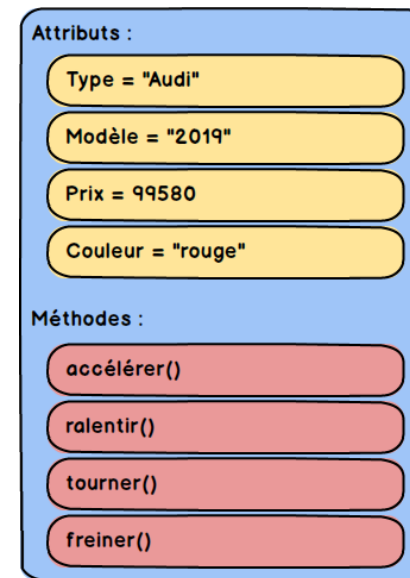 Attributs :
Type = "Audi"
Modèle = "2019"
Prix = 99580
Couleur = "rouge"
Méthodes :
accélérer()
ralentir()
tourner()
freiner()